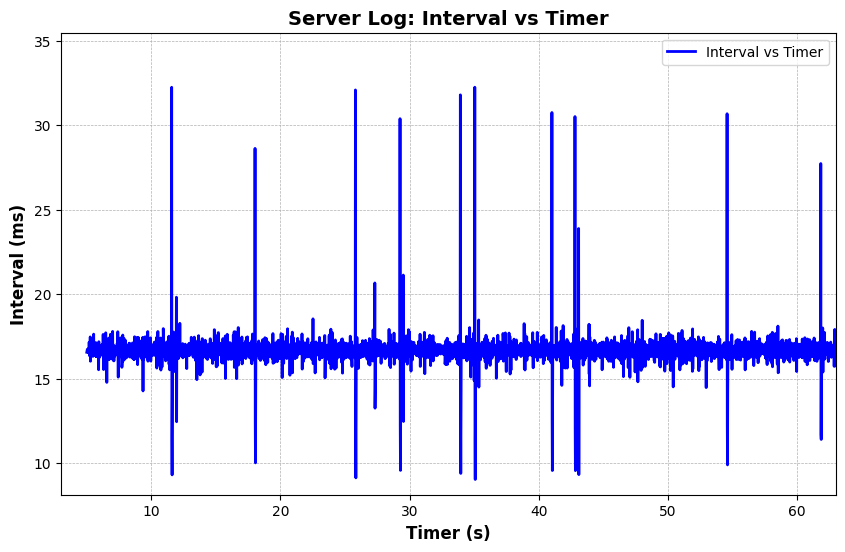 Server Log: Interval vs Timer
Interval vs Timer
35
30
25
20
15
10
Interval (ms)
10 20 30 40 50 60
Timer (s)